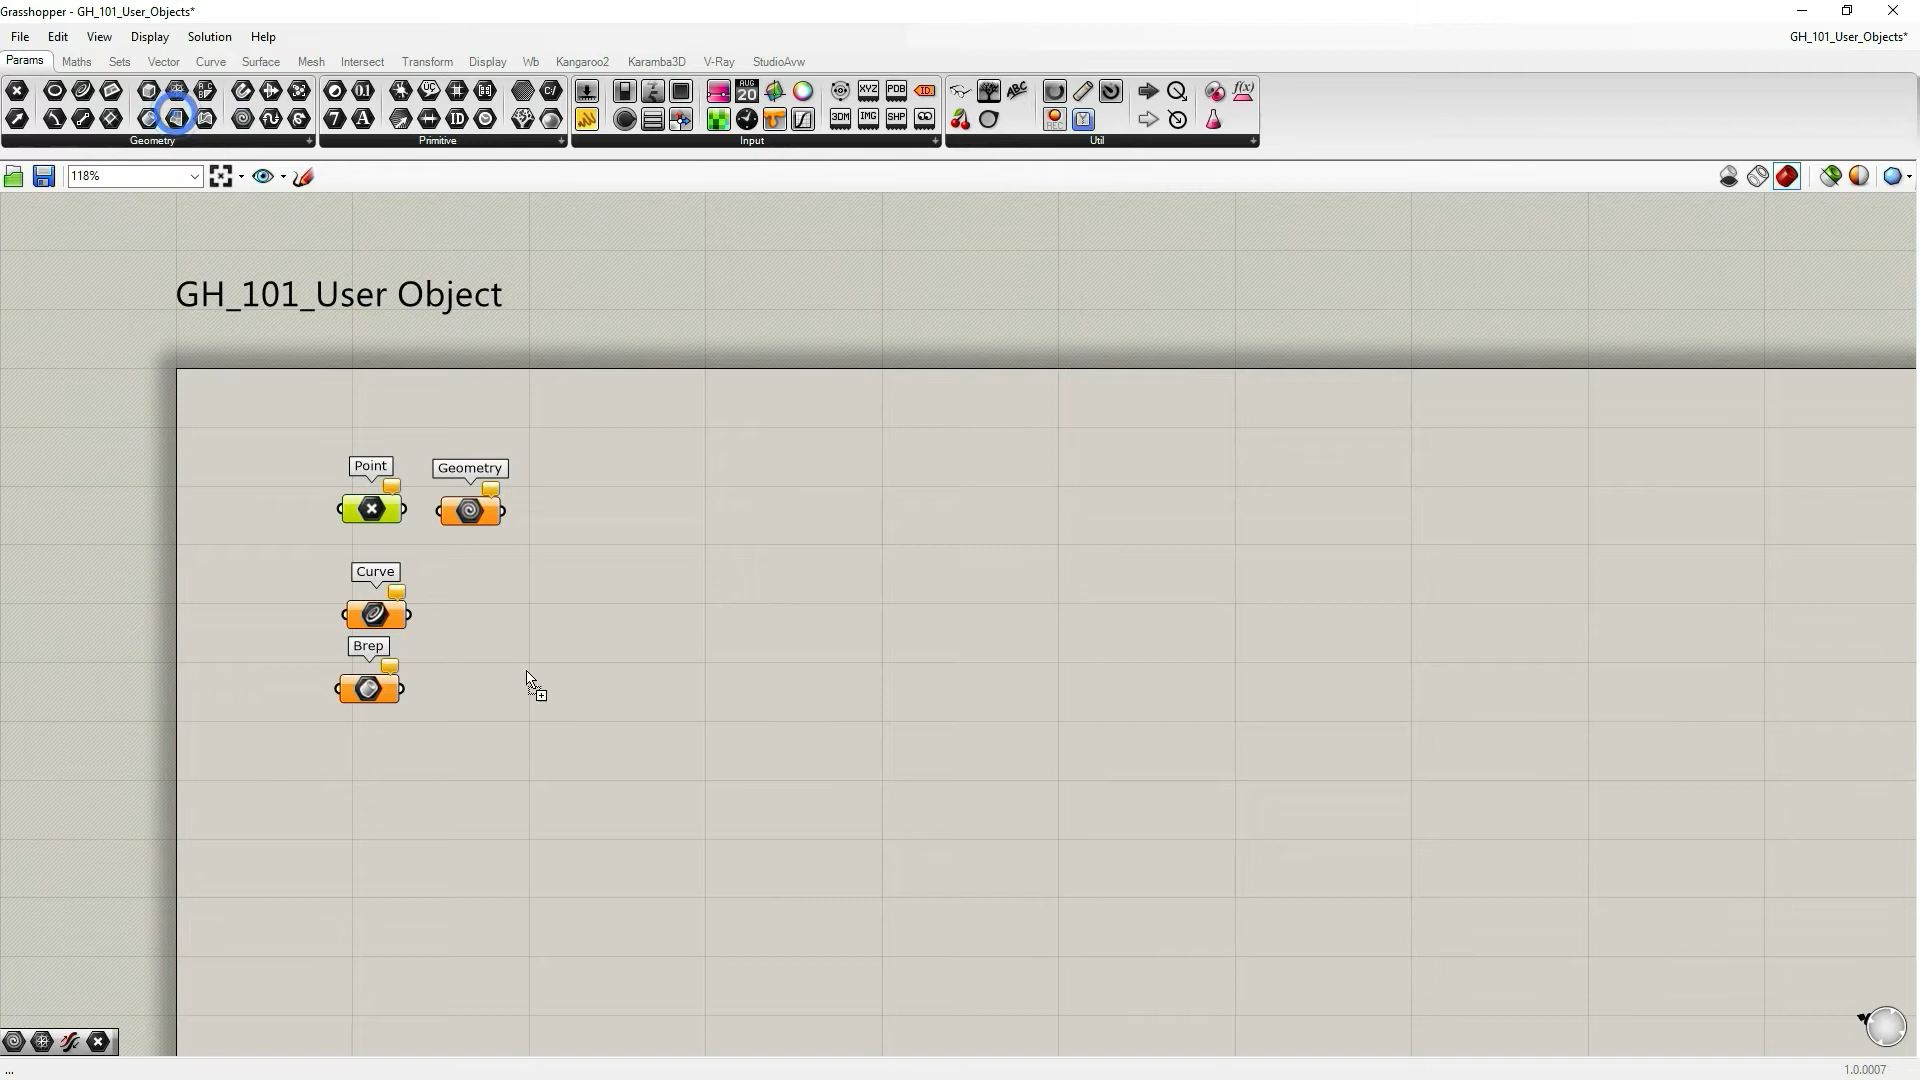 Grasshopper - GH_101_User_Objects*
File Edit View Display Solution Help GH_101_User_Objects*
Params Maths Sets Vector Curve Surface Mesh Intersect Transform Display Wb Kangaroo2 Karamba3D V-Ray StudioAvw
Geometry Primitive Input Util
118%
GH_101_User Object
Point
Geometry
Curve
Brep
...
1.0.0007